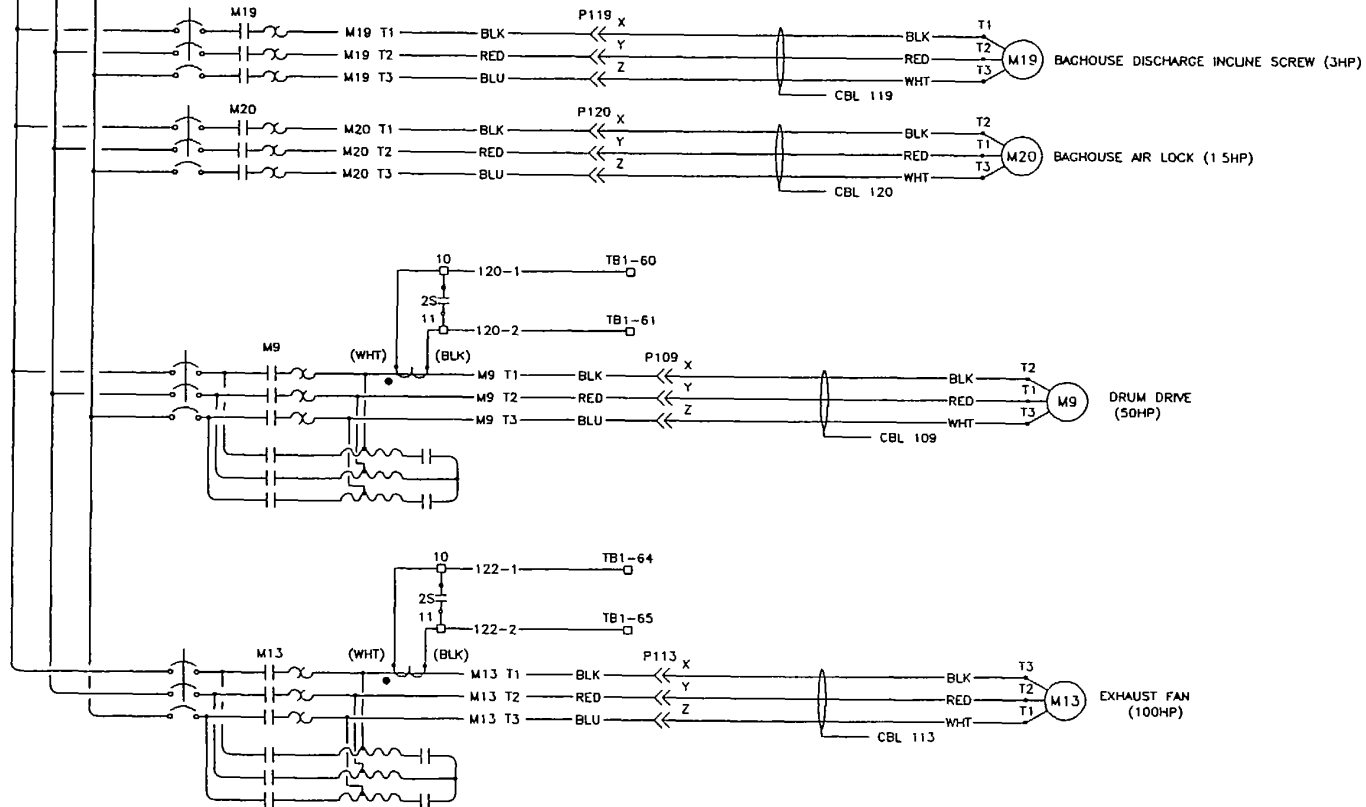 M19
P119
X
T1
M19 T1 BLK BLK
Y
T2
M19 T2 RED RED
M19 BAGHOUSE DISCHARGE INCLINE SCREW (3HP)
Z
T3
M19 T3 BLU WHT
CBL 119
M20
P120
X
T2
M20 T1 BLK BLK
Y
T1
M20 T2 RED RED
M20 BAGHOUSE AIR LOCK (1 5HP)
Z
T3
M20 T3 BLU WHT
CBL 120
10
120-1
TB1-60
2S
11
120-2
TB1-61
M9
(WHT) (BLK)
P109
X
T2
M9 T1 BLK BLK
Y
T1
M9 T2 RED RED
M9 DRUM DRIVE
(50HP)
Z
T3
M9 T3 BLU WHT
CBL 109
10
122-1
TB1-64
2S
11
122-2
TB1-65
M13
(WHT) (BLK)
P113
X
T3
M13 T1 BLK BLK
Y
T2
M13 T2 RED RED
M13 EXHAUST FAN
(100HP)
Z
T1
M13 T3 BLU WHT
CBL 113